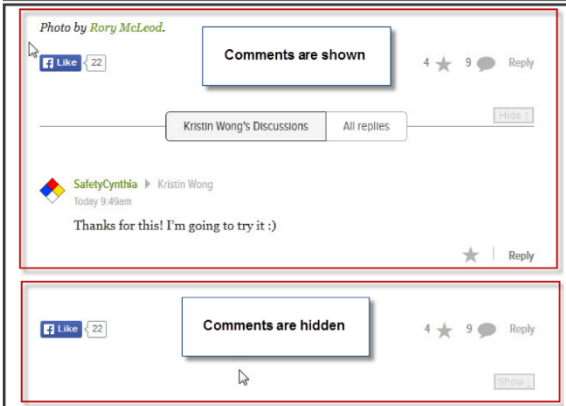 Photo by Rory McLeod.
Comments are shown
Like 22
4 9 Reply
Hide ↑
Kristin Wong's Discussions All replies
SafetyCynthia Kristin Wong
Today 9:49am
Thanks for this! I'm going to try it :)
Reply
Comments are hidden
Like 22
4 9 Reply
Show ↓